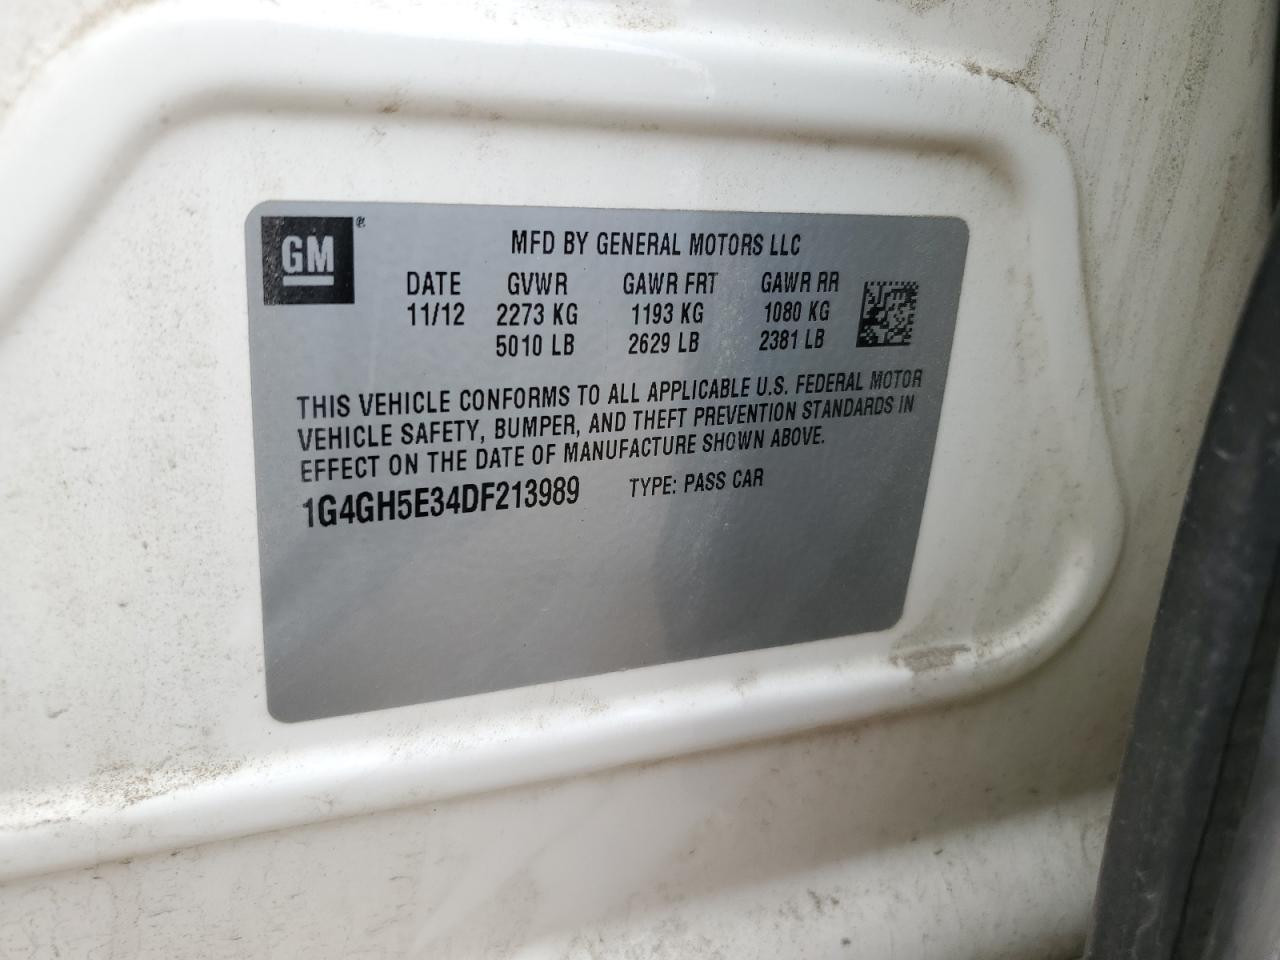 GM®
MFD BY GENERAL MOTORS LLC
DATE GVWR GAWR FRT GAWR RR
11/12 2273 KG 1193 KG 1080 KG
5010 LB 2629 LB 2381 LB
THIS VEHICLE CONFORMS TO ALL APPLICABLE U.S. FEDERAL MOTOR
VEHICLE SAFETY, BUMPER, AND THEFT PREVENTION STANDARDS IN
EFFECT ON THE DATE OF MANUFACTURE SHOWN ABOVE.
1G4GH5E34DF213989 TYPE: PASS CAR